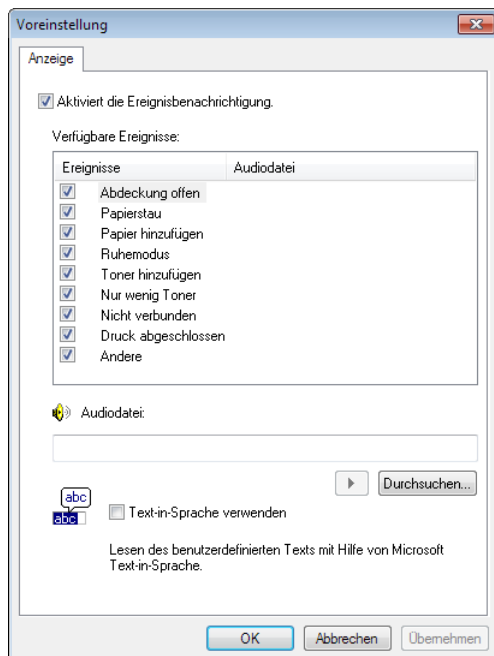 Voreinstellung
Anzeige
Aktiviert die Ereignisbenachrichtigung.
Verfügbare Ereignisse:
Ereignisse Audiodatei
Abdeckung offen
Papierstau
Papier hinzufügen
Ruhemodus
Toner hinzufügen
Nur wenig Toner
Nicht verbunden
Druck abgeschlossen
Andere
Audiodatei:
Durchsuchen...
abc
abc
Text-in-Sprache verwenden
Lesen des benutzerdefinierten Texts mit Hilfe von Microsoft
Text-in-Sprache.
OK Abbrechen Übernehmen